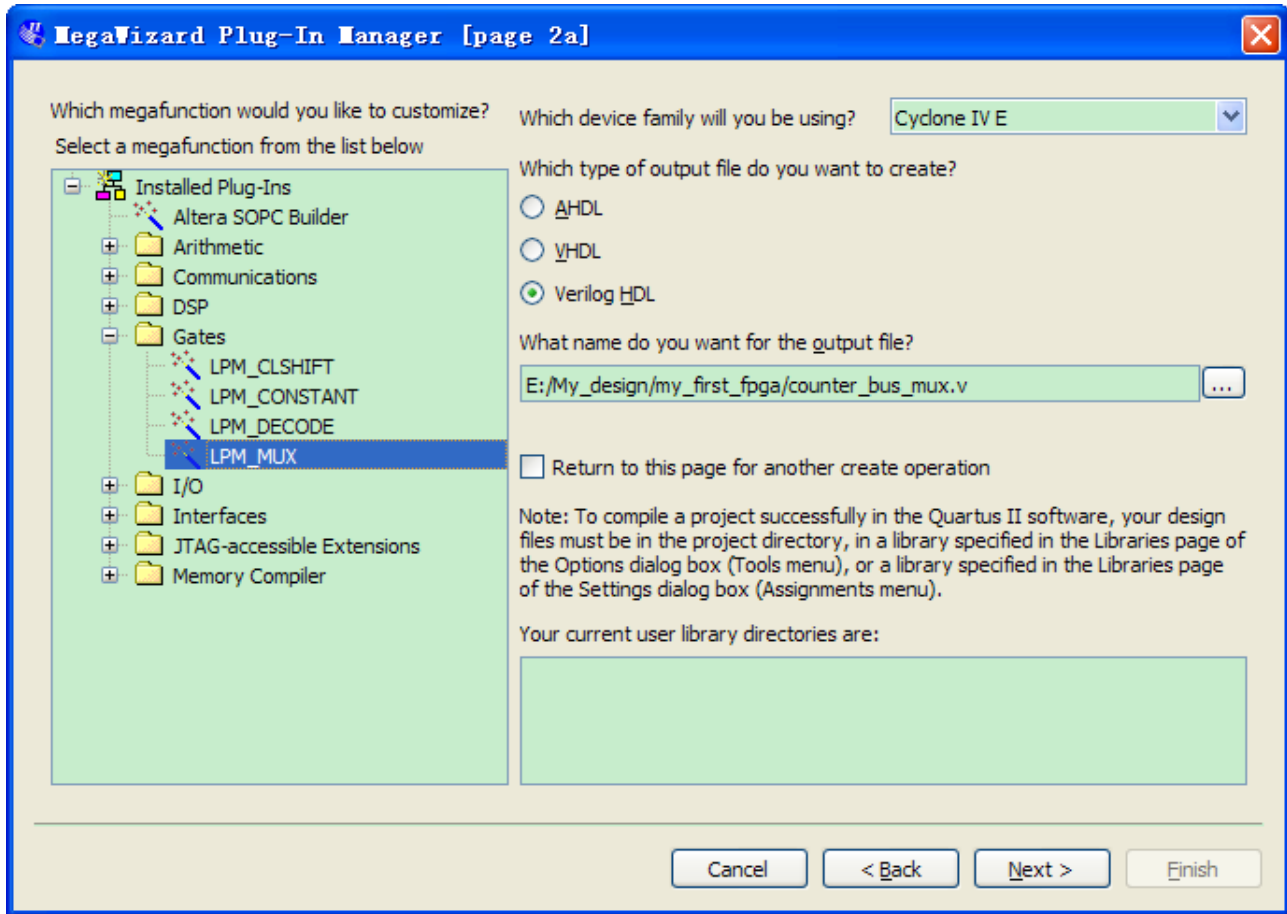 MegaWizard Plug-In Manager [page 2a]
Which megafunction would you like to customize?
Select a megafunction from the list below
Installed Plug-Ins
Altera SOPC Builder
Arithmetic
Communications
DSP
Gates
LPM_CLSHIFT
LPM_CONSTANT
LPM_DECODE
LPM_MUX
I/O
Interfaces
JTAG-accessible Extensions
Memory Compiler
Which device family will you be using?
Cyclone IV E
Which type of output file do you want to create?
AHDL
VHDL
Verilog HDL
What name do you want for the output file?
E:/My_design/my_first_fpga/counter_bus_mux.v
...
Return to this page for another create operation
Note: To compile a project successfully in the Quartus II software, your design
files must be in the project directory, in a library specified in the Libraries page of
the Options dialog box (Tools menu), or a library specified in the Libraries page
of the Settings dialog box (Assignments menu).
Your current user library directories are:
Cancel
< Back
Next >
Finish